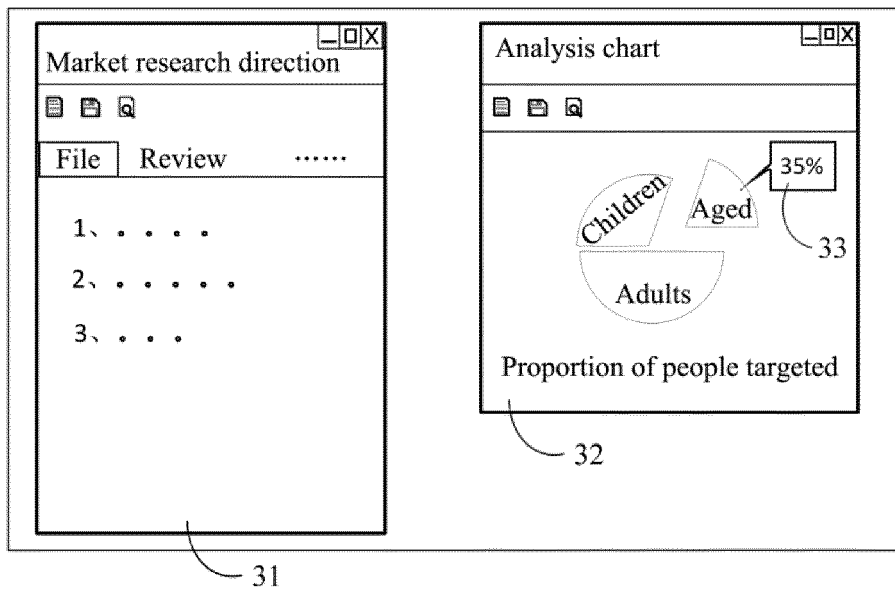 Market research direction
File Review ......
1、。。。。
2、。。。。。
3、。。。
31
Analysis chart
35%
Children
Aged
33
Adults
Proportion of people targeted
32